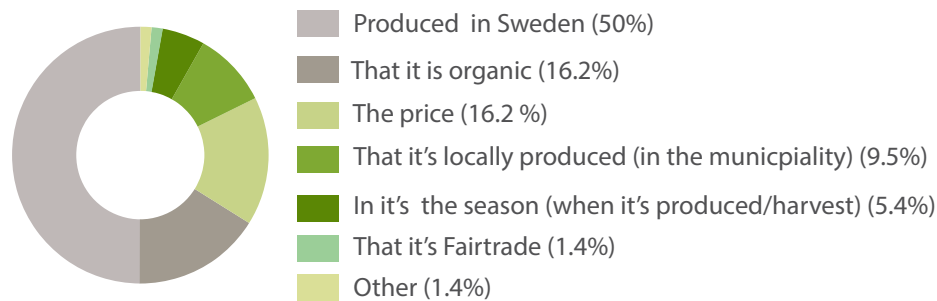 Produced in Sweden (50%)
That it is organic (16.2%)
The price (16.2 %)
That it's locally produced (in the municpiality) (9.5%)
In it's the season (when it's produced/harvest) (5.4%)
That it's Fairtrade (1.4%)
Other (1.4%)